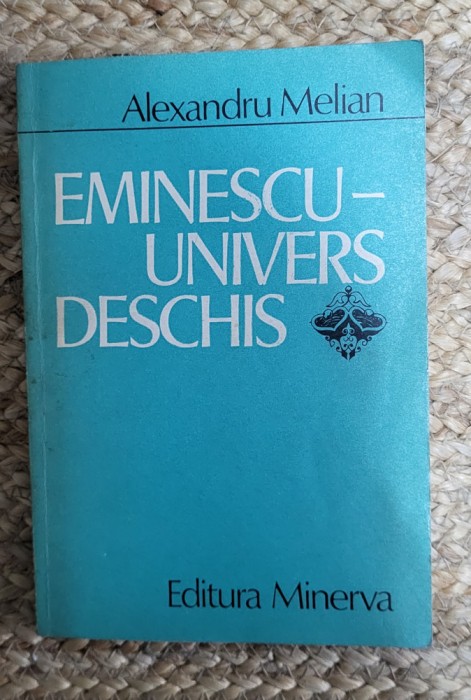 Alexandru Melian
EMINESCU–
UNIVERS
DESCHIS
Editura Minerva